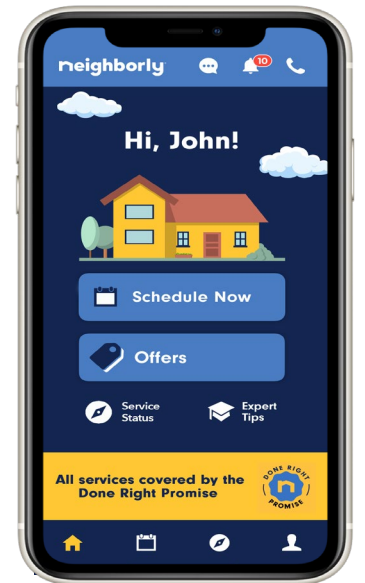 neighborly
10
Hi, John!
Schedule Now
Offers
Service
Status
Expert
Tips
All services covered by the
Done Right Promise
DONE RIGHT
n
PROMISE